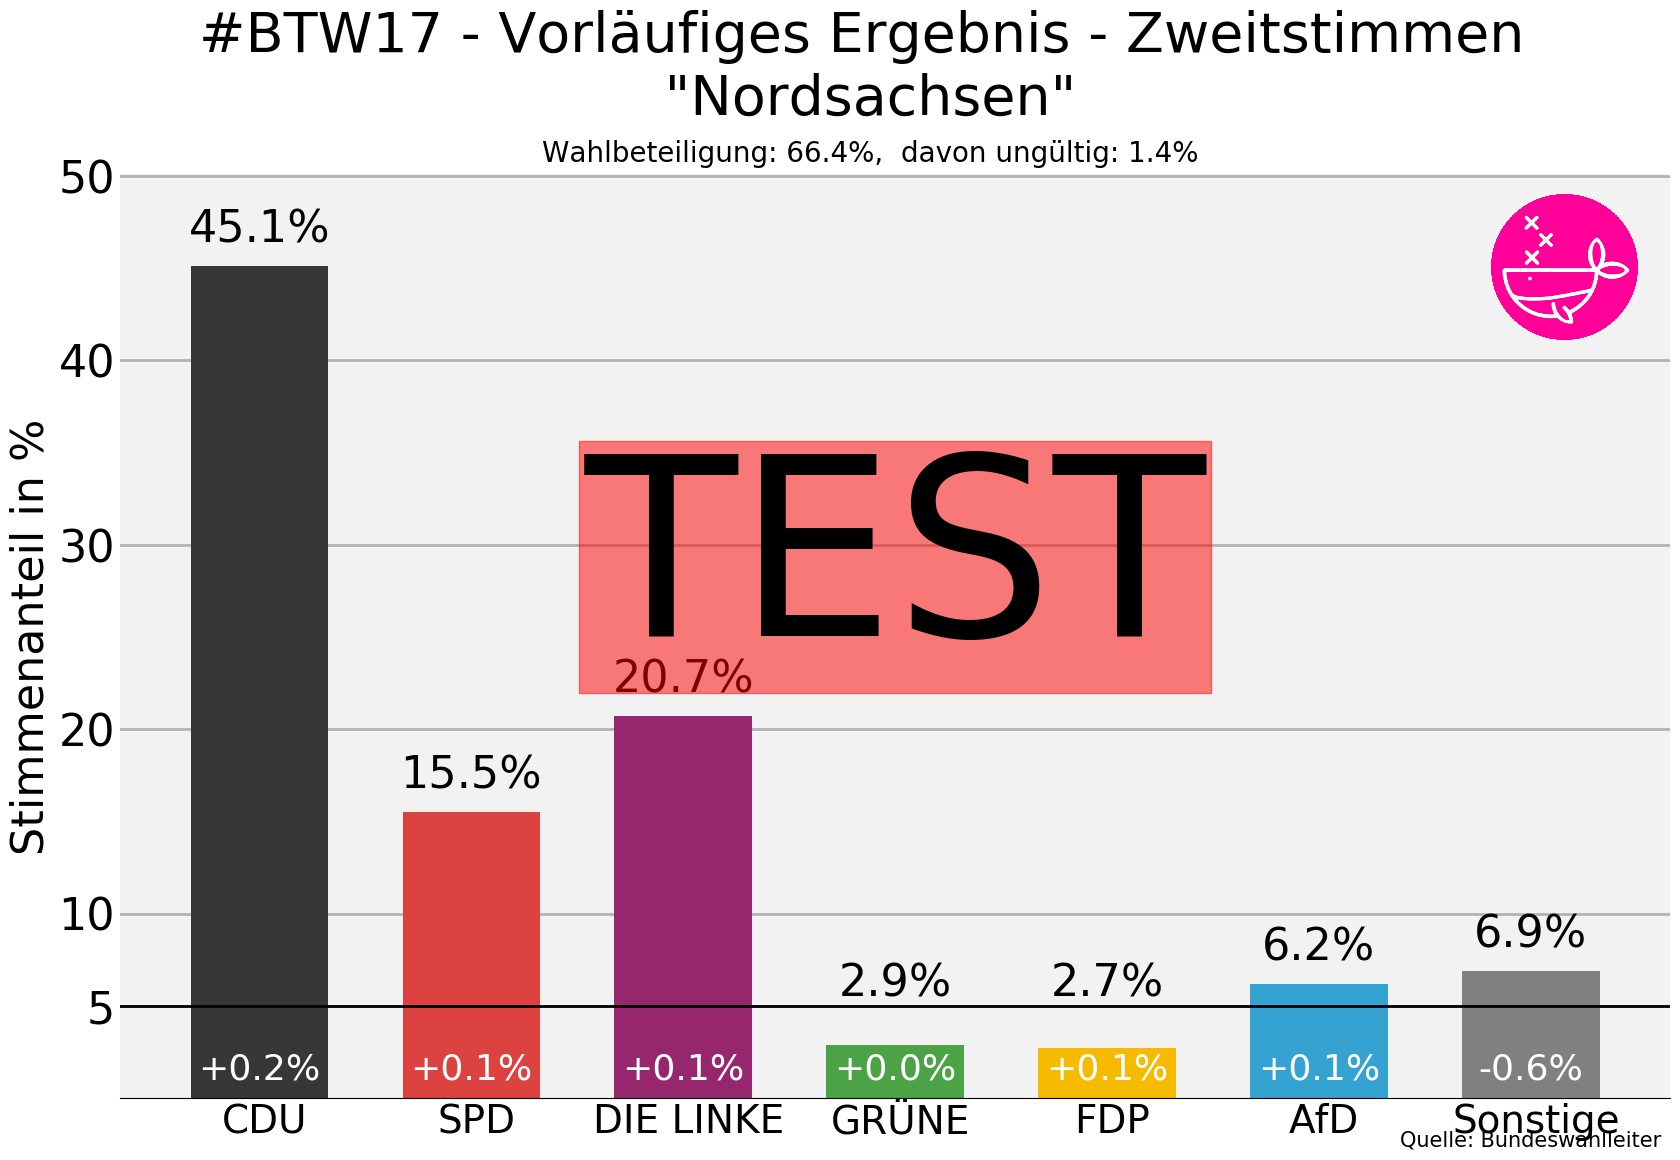 #BTW17 - Vorläufiges Ergebnis - Zweitstimmen
"Nordsachsen"
Wahlbeteiligung: 66.4%,  davon ungültig: 1.4%
Stimmenanteil in %
50
40
30
20
10
5
45.1%
15.5%
20.7%
2.9%
2.7%
6.2%
6.9%
TEST
+0.2%
+0.1%
+0.1%
+0.0%
+0.1%
+0.1%
-0.6%
CDU
SPD
DIE LINKE
GRÜNE
FDP
AfD
Sonstige
Quelle: Bundeswahlleiter